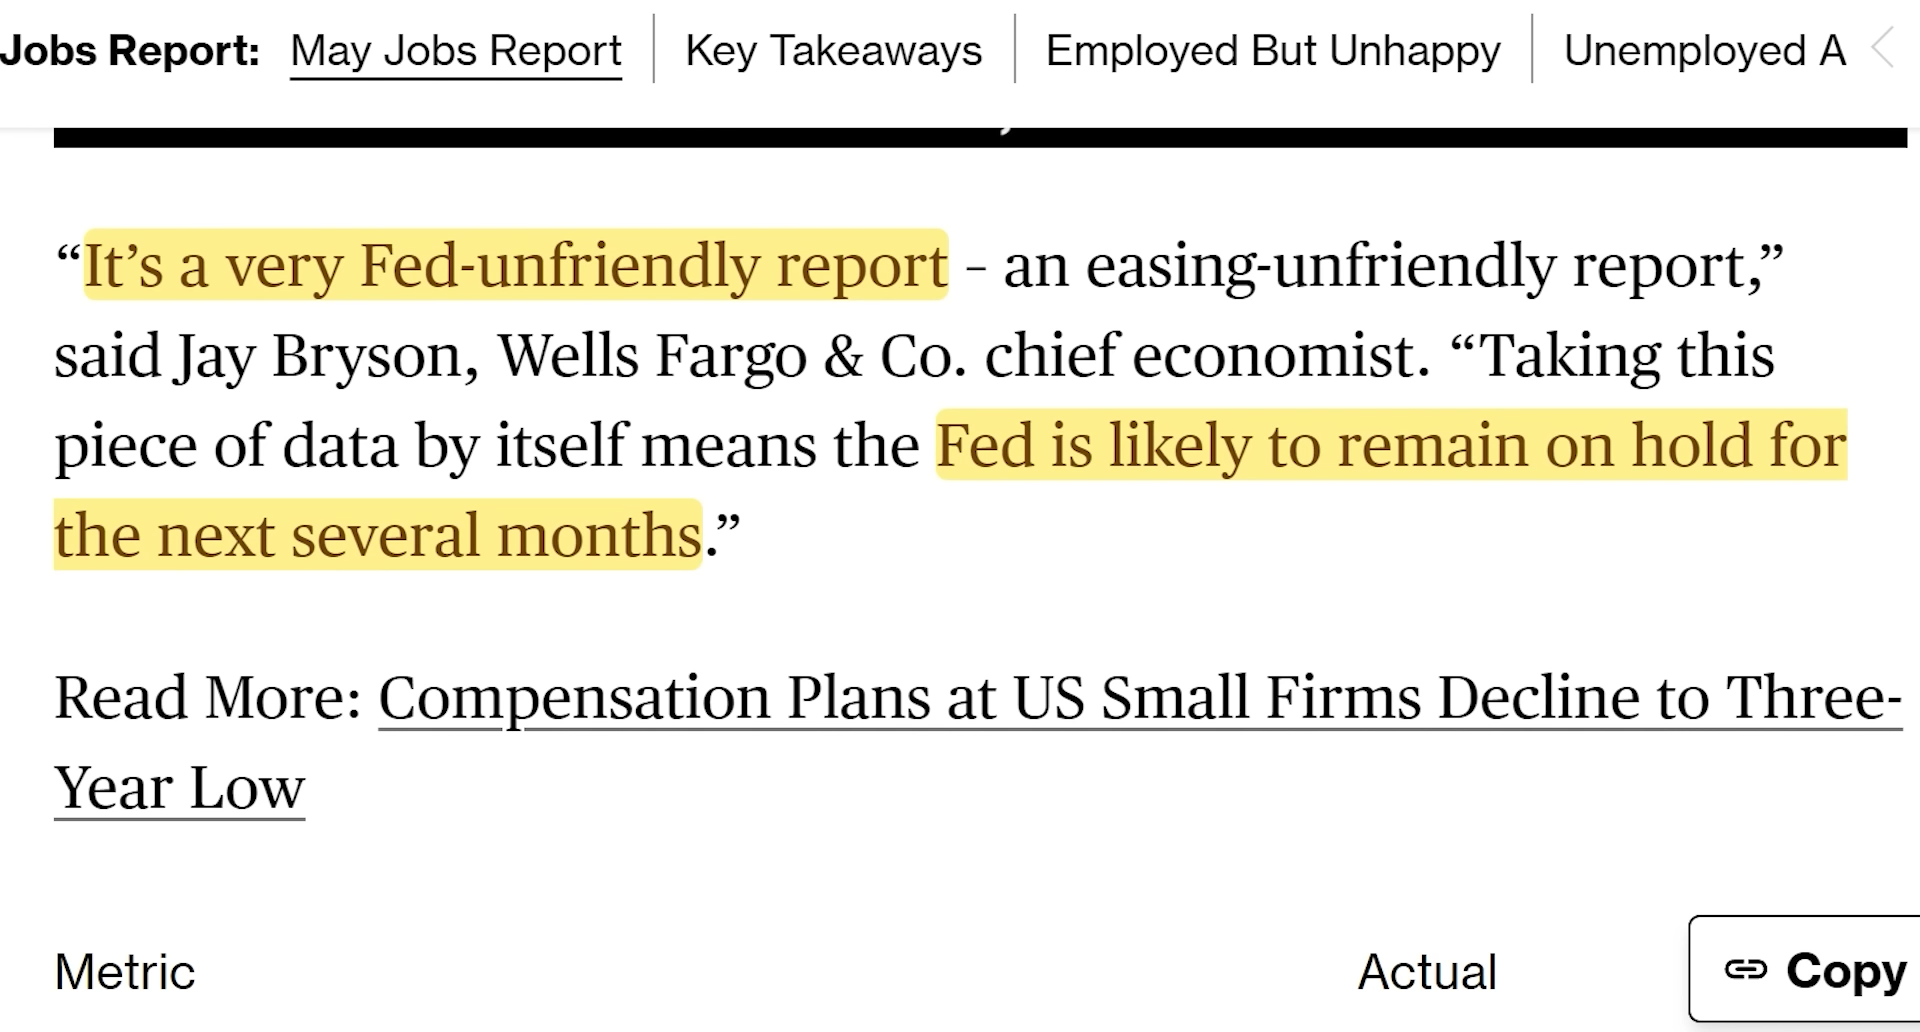 Jobs Report: May Jobs Report Key Takeaways Employed But Unhappy Unemployed A
“It’s a very Fed-unfriendly report – an easing-unfriendly report,”
said Jay Bryson, Wells Fargo & Co. chief economist. “Taking this
piece of data by itself means the Fed is likely to remain on hold for
the next several months.”
Read More: Compensation Plans at US Small Firms Decline to Three-
Year Low
Metric Actual Copy